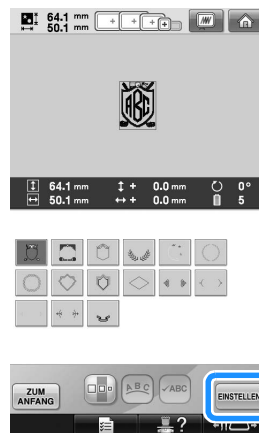 64.1 mm
50.1 mm
ABC
64.1 mm 0.0 mm 0°
50.1 mm 0.0 mm 5
ZUM ANFANG
ABC
ABC
EINSTELLEN
?